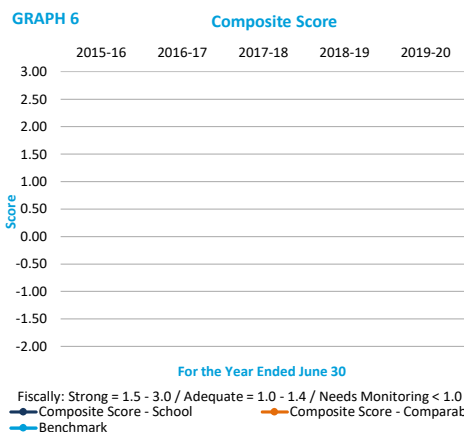 GRAPH 6
Composite Score
2015-16 2016-17 2017-18 2018-19 2019-20
3.00
2.50
2.00
1.50
1.00
0.50
0.00
-0.50
-1.00
-1.50
-2.00
Score
For the Year Ended June 30
Fiscally: Strong = 1.5 - 3.0 / Adequate = 1.0 - 1.4 / Needs Monitoring < 1.0
Composite Score - School Composite Score - Comparab
Benchmark